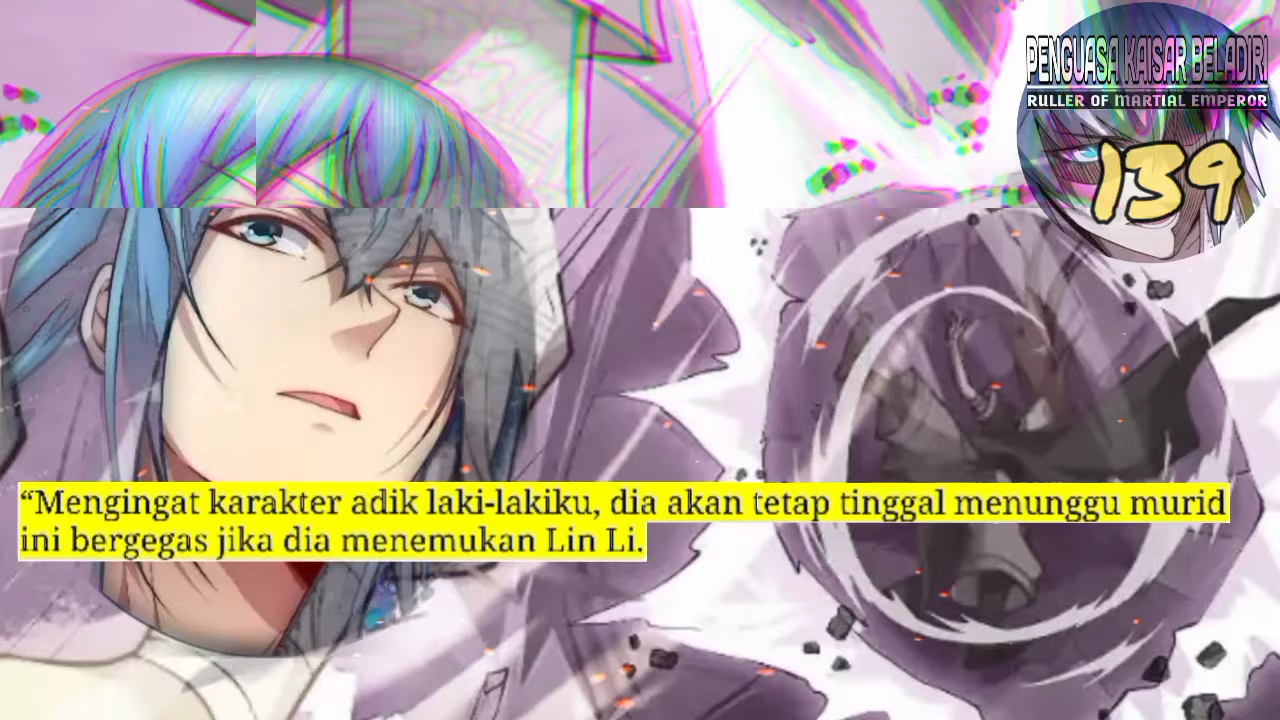 PENGUASA KAISAR BELADIRI
RULLER OF MARTIAL EMPEROR
139
“Mengingat karakter adik laki-lakiku, dia akan tetap tinggal menunggu murid
ini bergegas jika dia menemukan Lin Li.